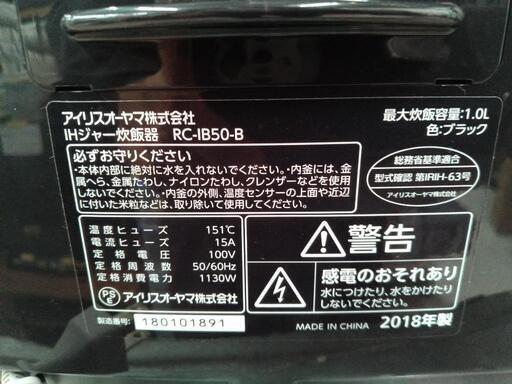 アイリスオーヤマ株式会社
IHジャー炊飯器 RC-IB50-B
最大炊飯容量:1.0L
色:ブラック
必ずお守りください
・本体内部に絶対に水を入れないでください。・内釜には、金
属へら、金属たわし、ナイロンたわし、クレンザーなどを使用
しないでください。・内釜の外側、温度センサーの上面や近辺
に付いた米粒などは、取り除いて使用してください。
総務省基準適合
型式確認 第IRIH-63号
アイリスオーヤマ株式会社
温度ヒューズ 151℃
電流ヒューズ 15A
定格電圧 100V
定格周波数 50/60Hz
定格消費電力 1130W
PS
E
アイリスオーヤマ株式会社
製造番号: 180101891
警告
感電のおそれあり
水につけたり、水をかけたり
しないでください。
MADE IN CHINA 2018年製